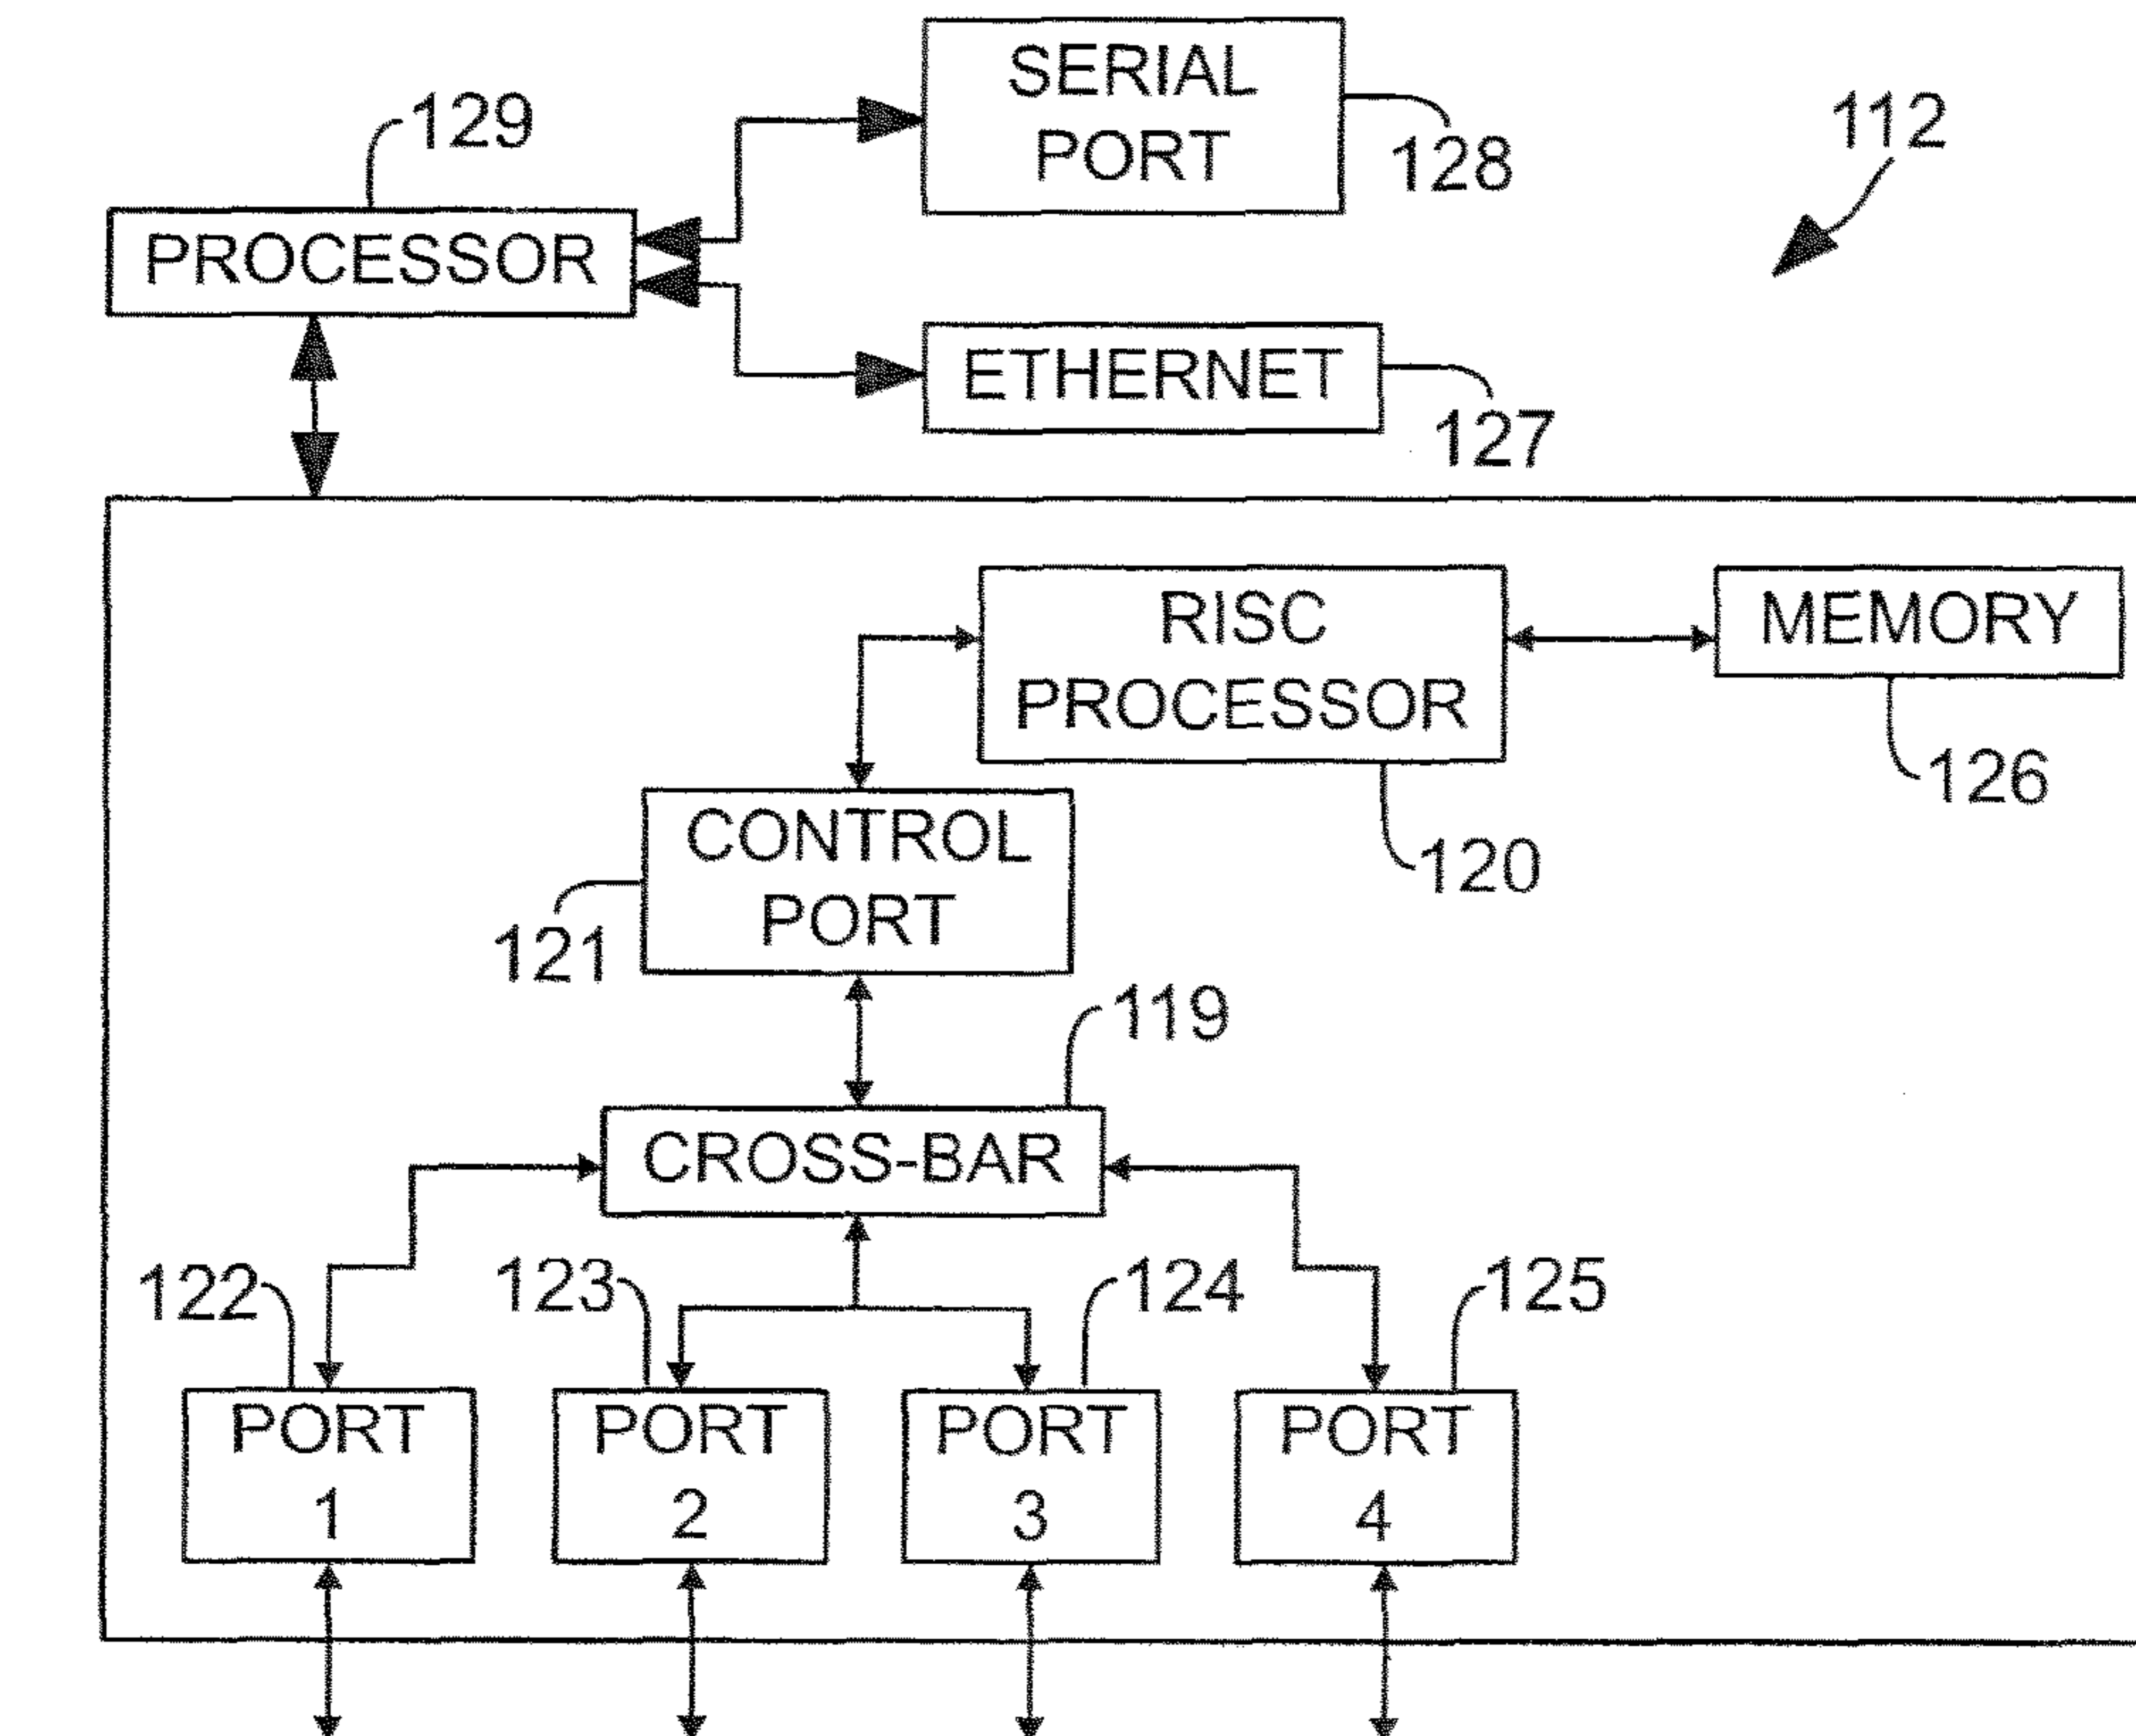 SERIAL
PORT
129
112
128
PROCESSOR
ETHERNET
127
RISC
PROCESSOR
MEMORY
126
120
CONTROL
PORT
121
119
CROSS-BAR
122
123
124
125
PORT
1
PORT
2
PORT
3
PORT
4